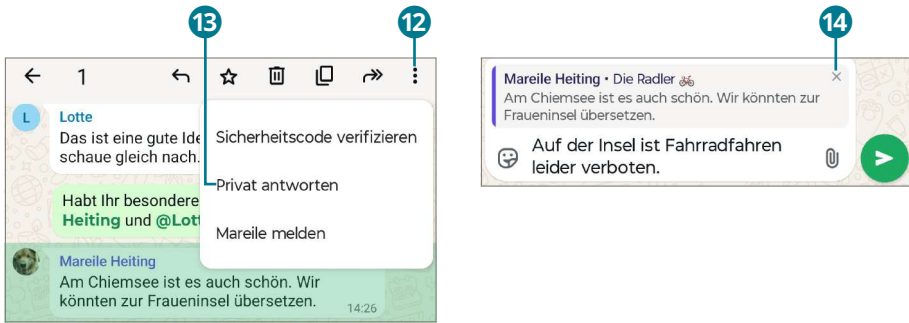 13
12
14
1
L
Lotte
Das ist eine gute Ide
schaue gleich nach.
Habt Ihr besondere
Heiting und @Lot
Mareile Heiting
Am Chiemsee ist es auch schön. Wir
könnten zur Fraueninsel übersetzen.
14:26
Sicherheitscode verifizieren
Privat antworten
Mareile melden
Mareile Heiting • Die Radler 🚲
Am Chiemsee ist es auch schön. Wir könnten zur
Fraueninsel übersetzen.
Auf der Insel ist Fahrradfahren
leider verboten.